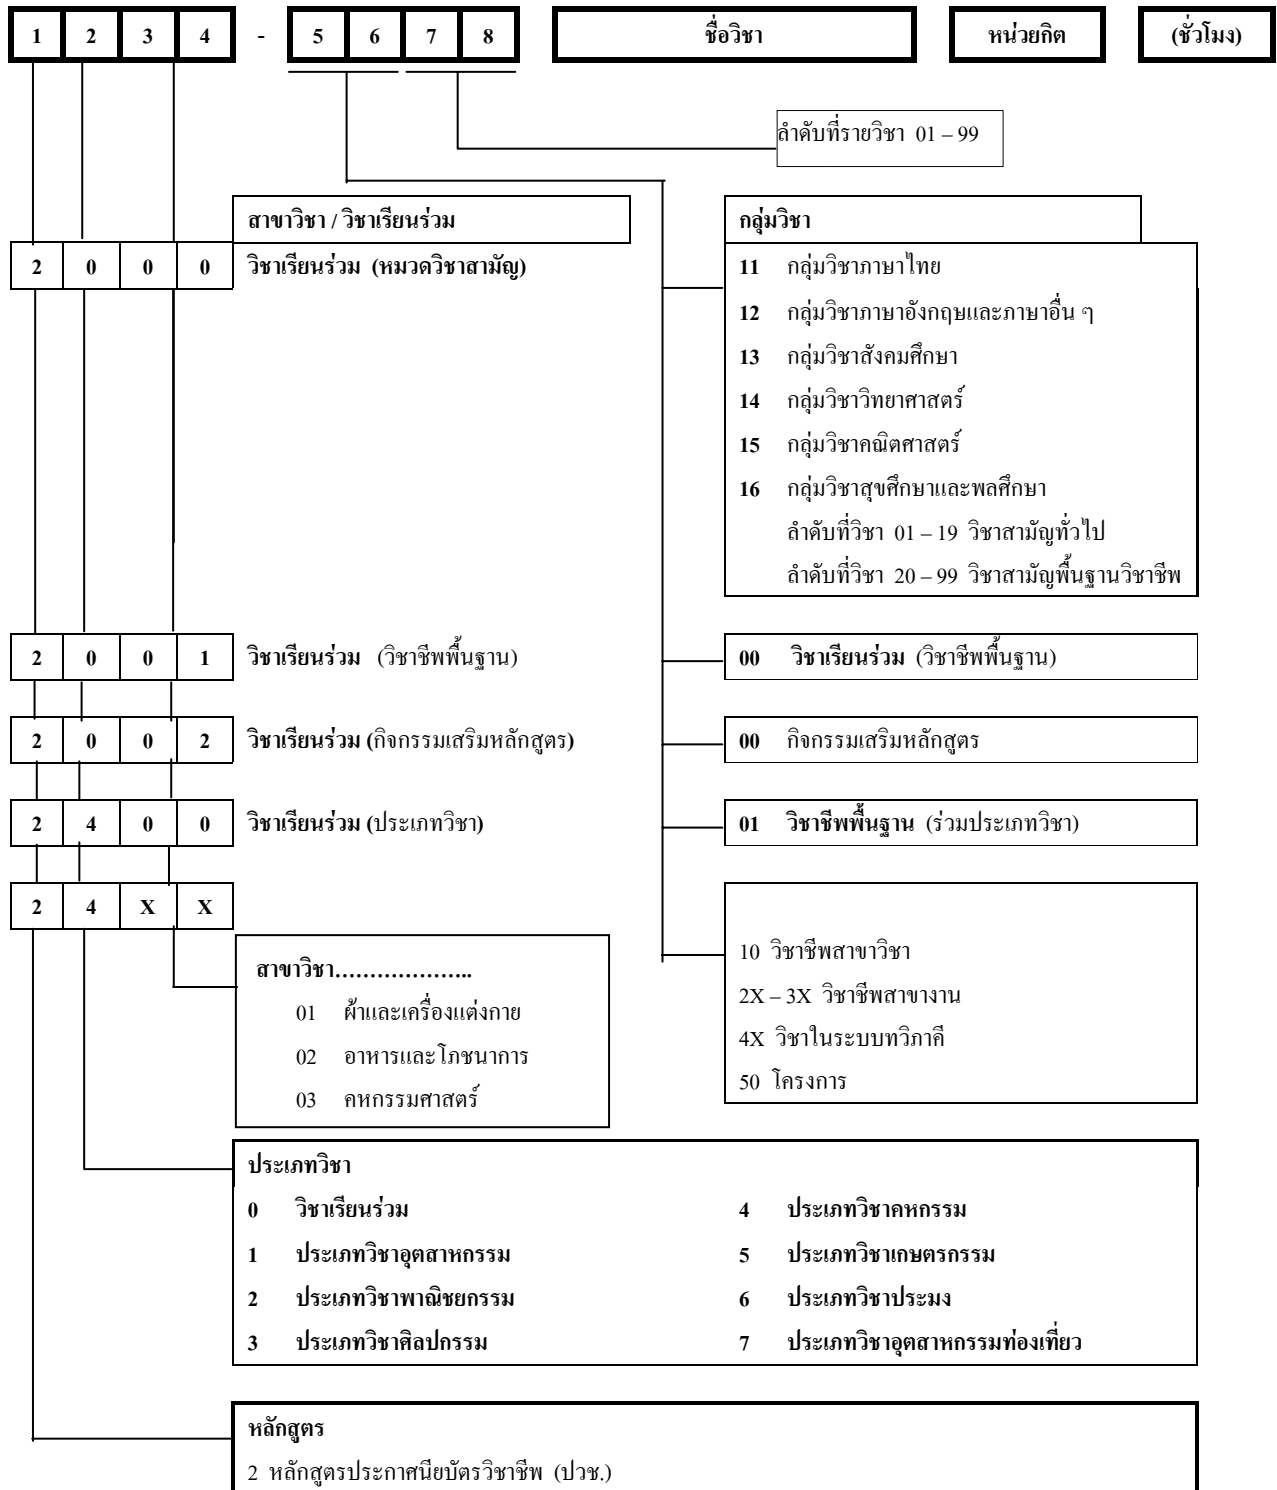 1 2 3 4 - 5 6 7 8 ชื่อวิชา หน่วยกิต (ชั่วโมง)
ลำดับที่รายวิชา 01 – 99
สาขาวิชา / วิชาเรียนร่วม
กลุ่มวิชา
2 0 0 0 วิชาเรียนร่วม (หมวดวิชาสามัญ)
11 กลุ่มวิชาภาษาไทย
12 กลุ่มวิชาภาษาอังกฤษและภาษาอื่น ๆ
13 กลุ่มวิชาสังคมศึกษา
14 กลุ่มวิชาวิทยาศาสตร์
15 กลุ่มวิชาคณิตศาสตร์
16 กลุ่มวิชาสุขศึกษาและพลศึกษา
ลำดับที่วิชา 01 – 19 วิชาสามัญทั่วไป
ลำดับที่วิชา 20 – 99 วิชาสามัญพื้นฐานวิชาชีพ
2 0 0 1 วิชาเรียนร่วม (วิชาชีพพื้นฐาน)
00 วิชาเรียนร่วม (วิชาชีพพื้นฐาน)
2 0 0 2 วิชาเรียนร่วม (กิจกรรมเสริมหลักสูตร)
00 กิจกรรมเสริมหลักสูตร
2 4 0 0 วิชาเรียนร่วม (ประเภทวิชา)
01 วิชาชีพพื้นฐาน (ร่วมประเภทวิชา)
2 4 X X
สาขาวิชา....................
01 ผ้าและเครื่องแต่งกาย
02 อาหารและโภชนาการ
03 คหกรรมศาสตร์
10 วิชาชีพสาขาวิชา
2X – 3X วิชาชีพสาขางาน
4X วิชาในระบบทวิภาคี
50 โครงการ
ประเภทวิชา
0 วิชาเรียนร่วม 4 ประเภทวิชาคหกรรม
1 ประเภทวิชาอุตสาหกรรม 5 ประเภทวิชาเกษตรกรรม
2 ประเภทวิชาพาณิชยกรรม 6 ประเภทวิชาประมง
3 ประเภทวิชาศิลปกรรม 7 ประเภทวิชาอุตสาหกรรมท่องเที่ยว
หลักสูตร
2 หลักสูตรประกาศนียบัตรวิชาชีพ (ปวช.)